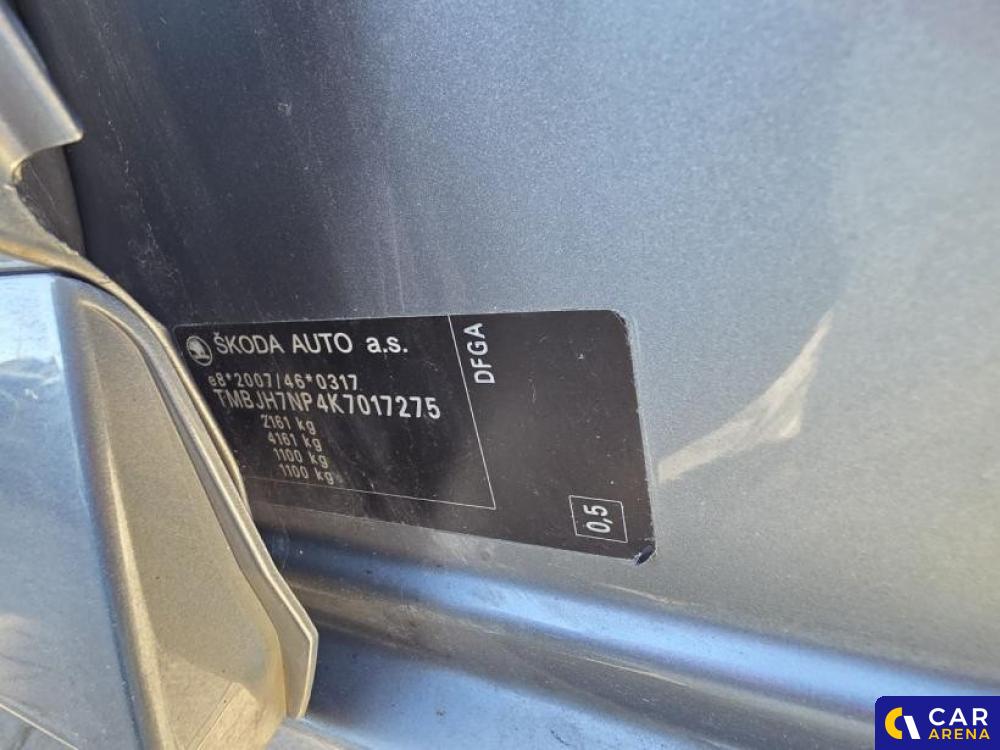 ŠKODA AUTO a.s.
e8*2007/46*0317
TMBJH7NP4K7017275
2161 kg
4161 kg
1100 kg
1100 kg
DFGA
0,5
CAR
ARENA